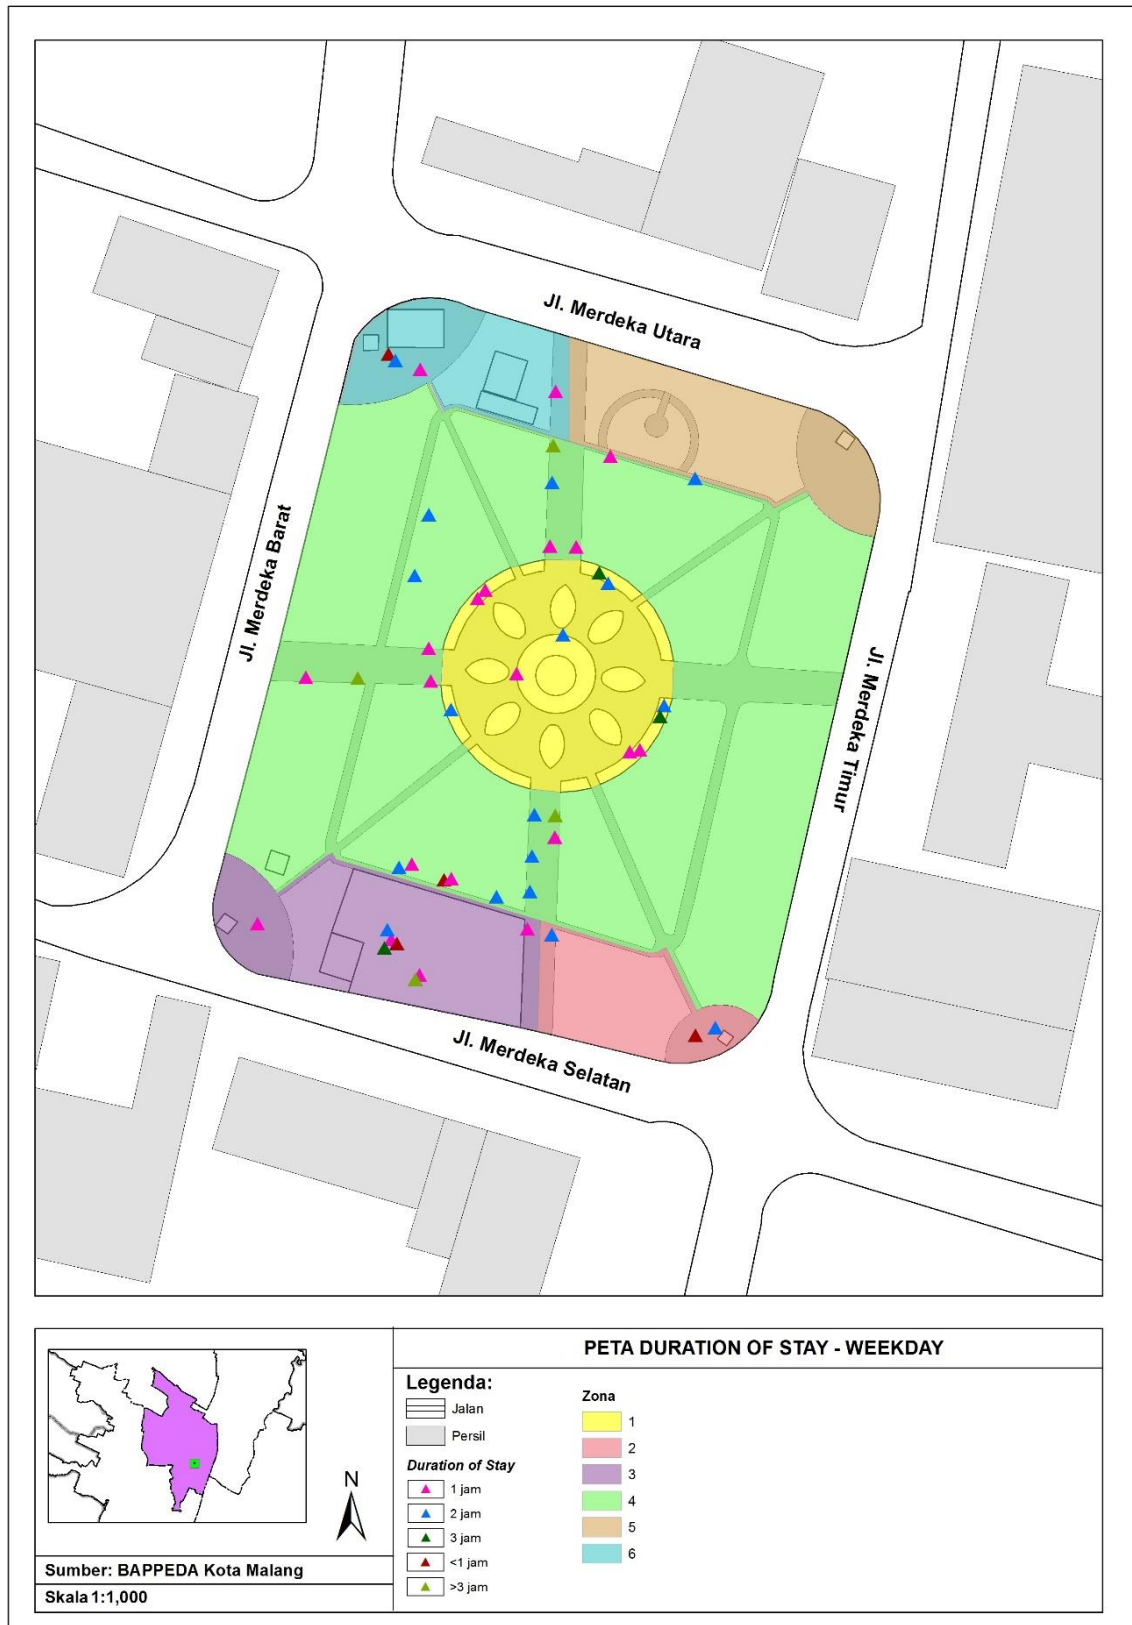 Jl. Merdeka Utara
Jl. Merdeka Barat
Jl. Merdeka Timur
Jl. Merdeka Selatan
PETA DURATION OF STAY - WEEKDAY
Legenda:
Jalan
Persil
Duration of Stay
1 jam
2 jam
3 jam
<1 jam
>3 jam
Zona
1
2
3
4
5
6
N
Sumber: BAPPEDA Kota Malang
Skala 1:1,000